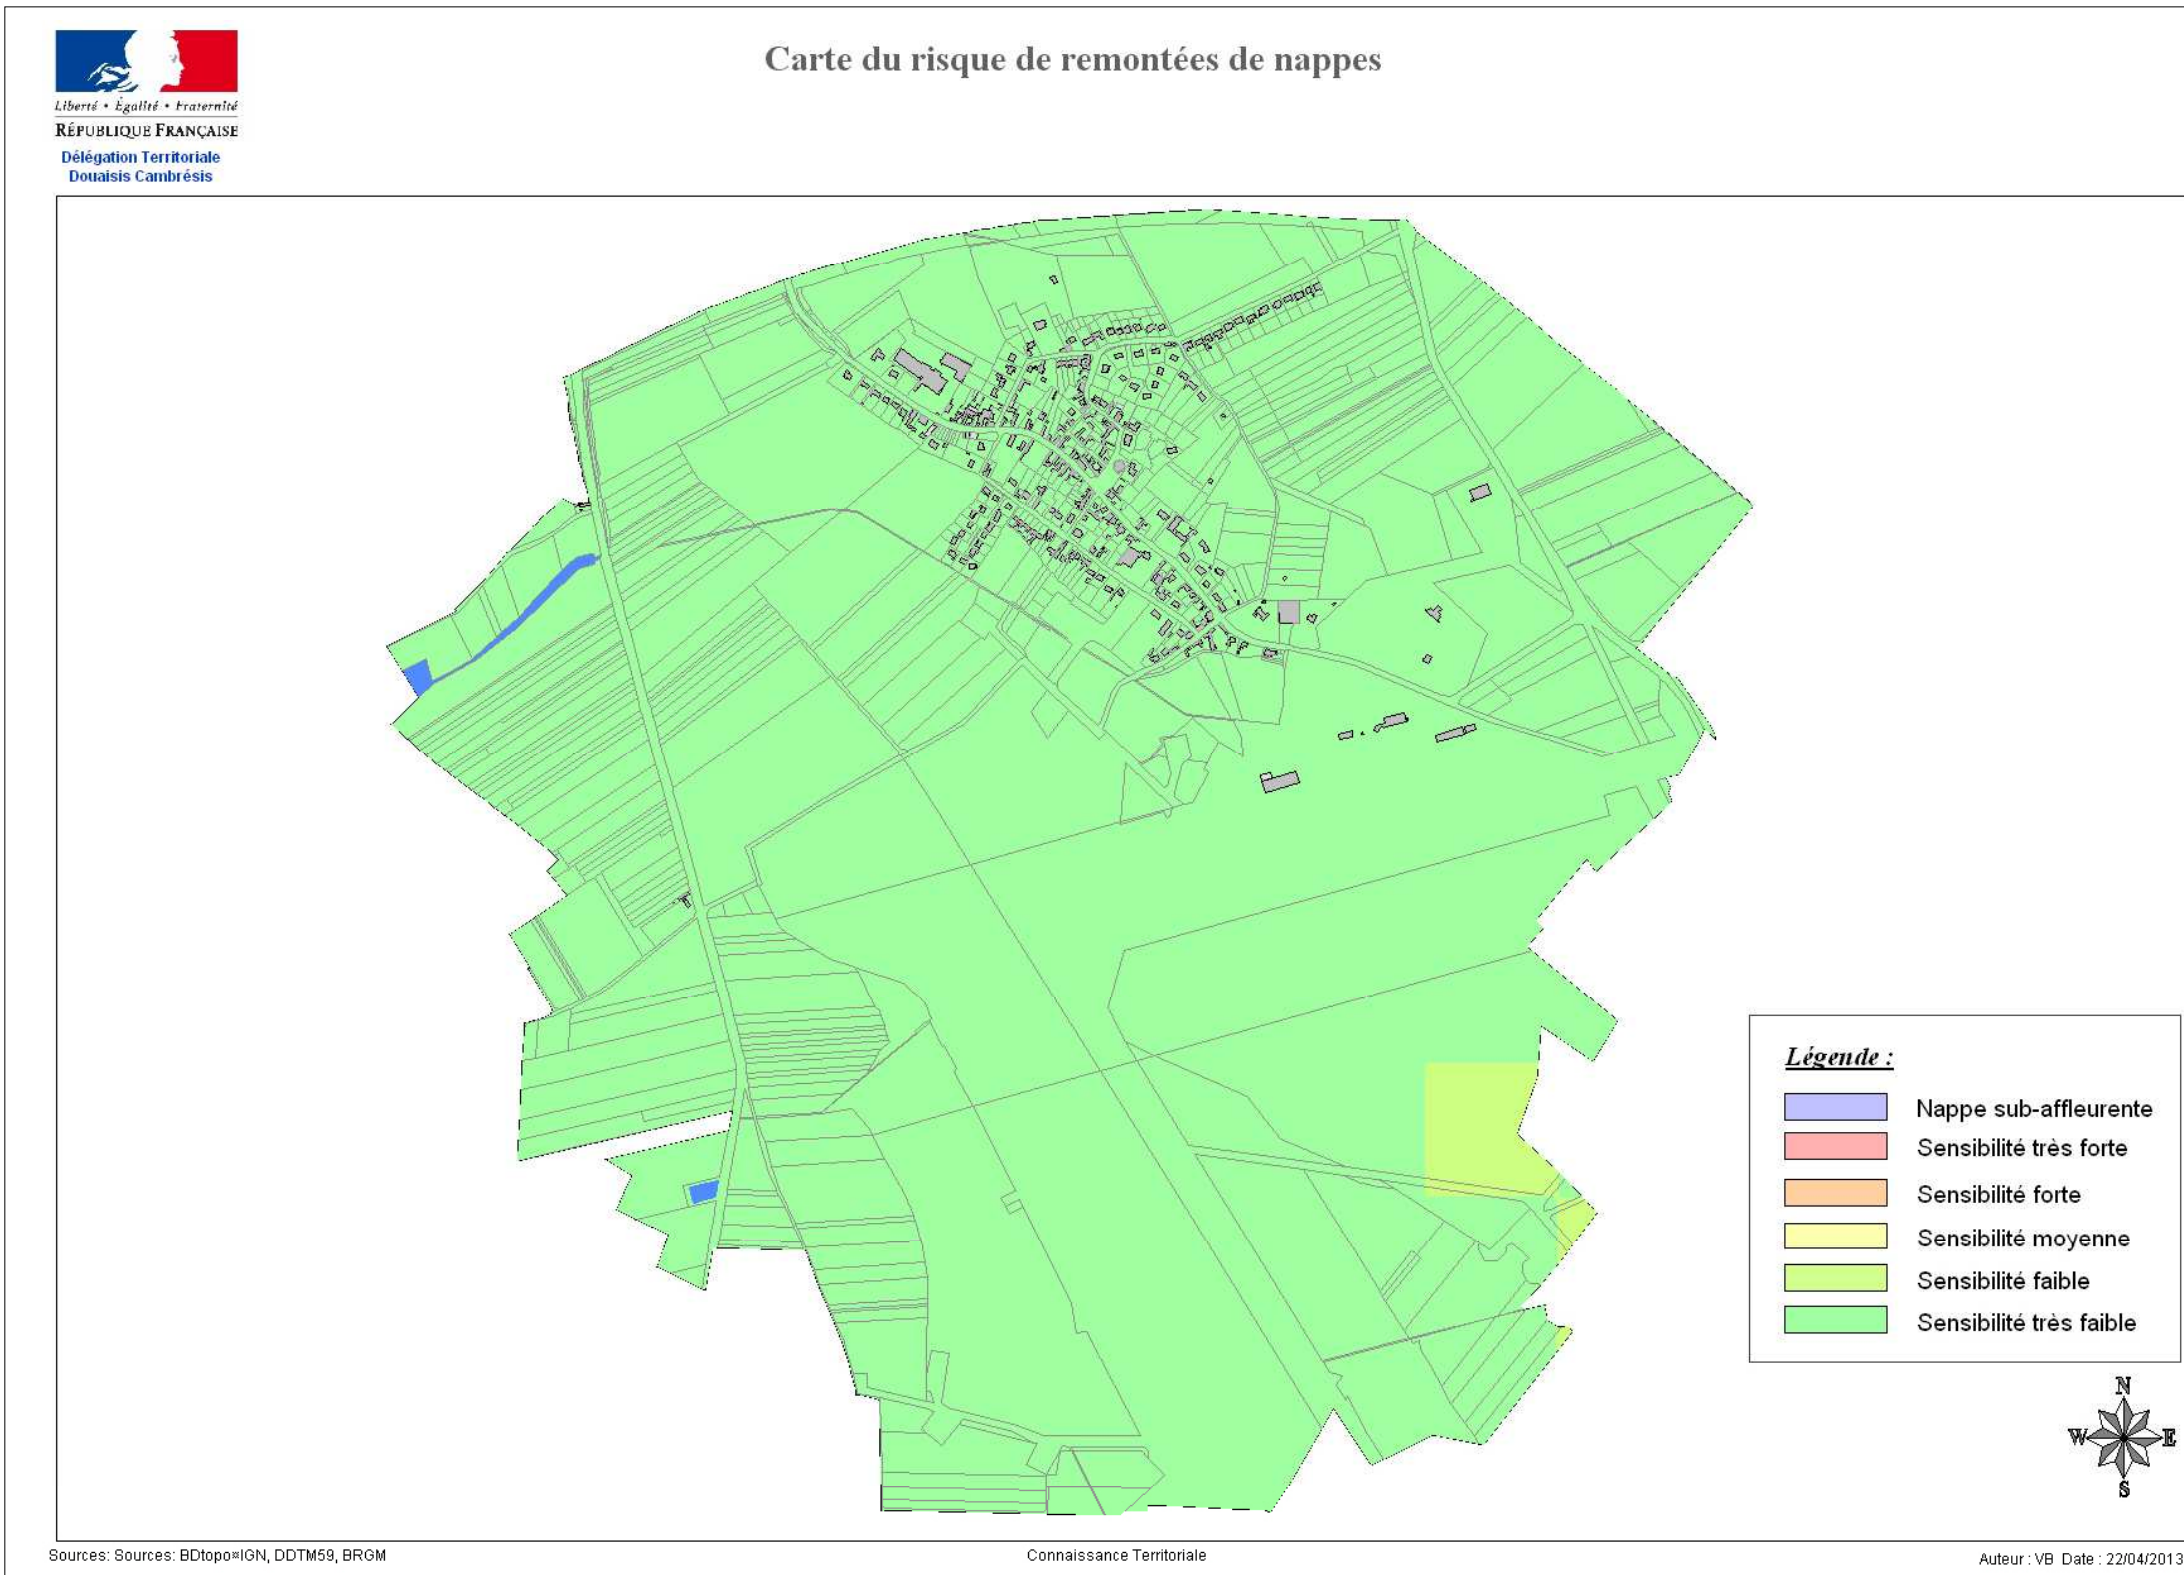 Carte du risque de remontées de nappes
Liberté • Égalité • Fraternité
RÉPUBLIQUE FRANÇAISE
Délégation Territoriale
Douaisis Cambrésis
Légende :
Nappe sub-affleurente
Sensibilité très forte
Sensibilité forte
Sensibilité moyenne
Sensibilité faible
Sensibilité très faible
N
W E
S
Sources: Sources: BDtopo¤IGN, DDTM59, BRGM
Connaissance Territoriale
Auteur : VB Date : 22/04/2013